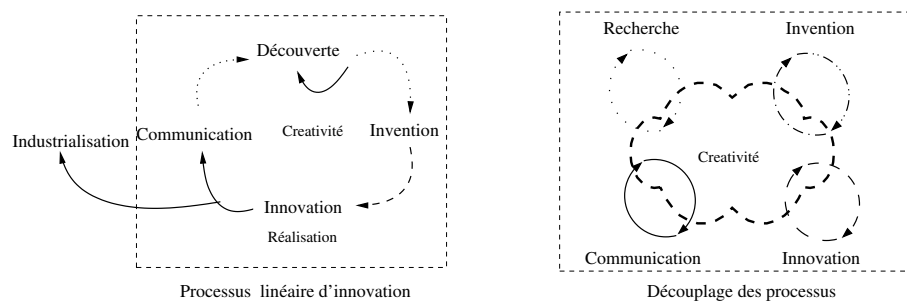 Découverte
Industrialisation
Communication
Creativité
Invention
Innovation
Réalisation
Processus linéaire d'innovation
Recherche
Invention
Creativité
Communication
Innovation
Découplage des processus